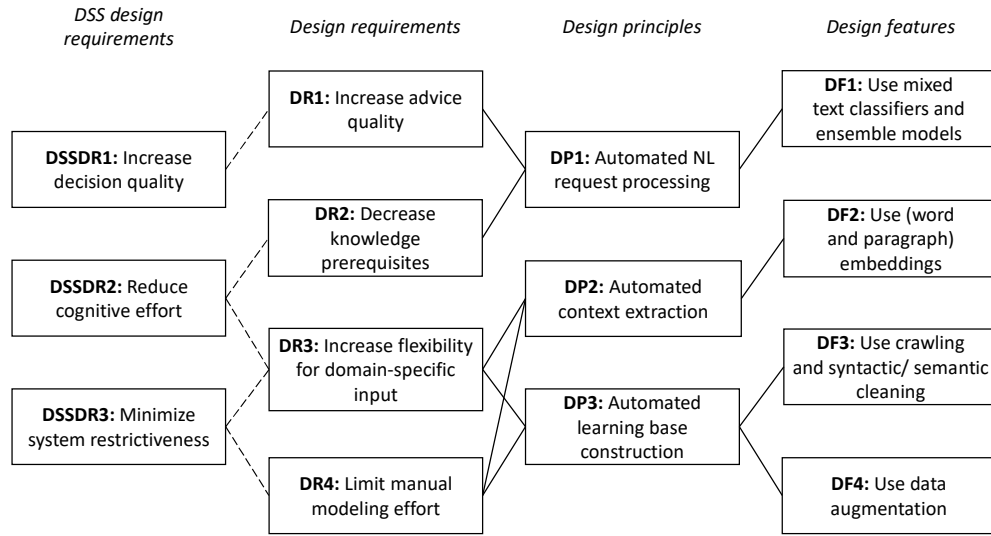 DSS design
requirements
Design requirements
Design principles
Design features
DSSDR1: Increase
decision quality
DSSDR2: Reduce
cognitive effort
DSSDR3: Minimize
system restrictiveness
DR1: Increase advice
quality
DR2: Decrease
knowledge
prerequisites
DR3: Increase flexibility
for domain-specific
input
DR4: Limit manual
modeling effort
DP1: Automated NL
request processing
DP2: Automated
context extraction
DP3: Automated
learning base
construction
DF1: Use mixed
text classifiers and
ensemble models
DF2: Use (word
and paragraph)
embeddings
DF3: Use crawling
and syntactic/ semantic
cleaning
DF4: Use data
augmentation